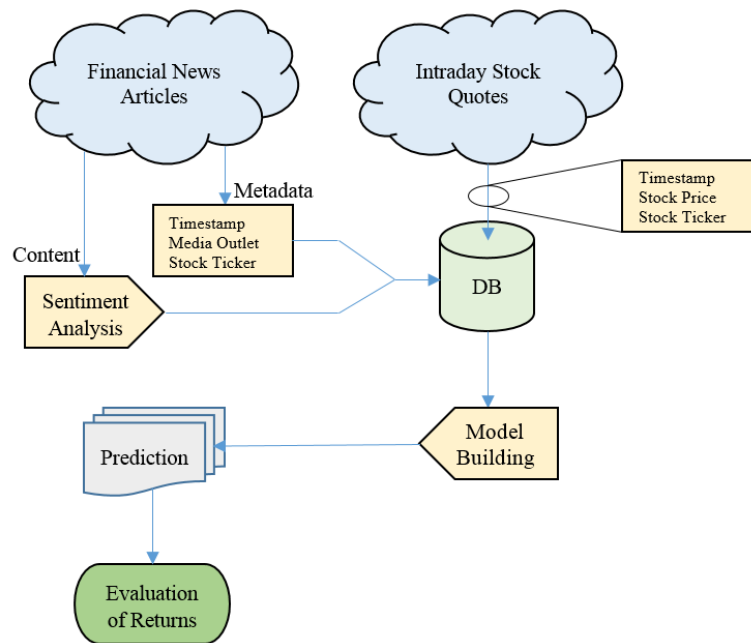 Financial News
Articles
Intraday Stock
Quotes
Metadata
Timestamp
Media Outlet
Stock Ticker
Timestamp
Stock Price
Stock Ticker
Content
Sentiment
Analysis
DB
Model
Building
Prediction
Evaluation
of Returns